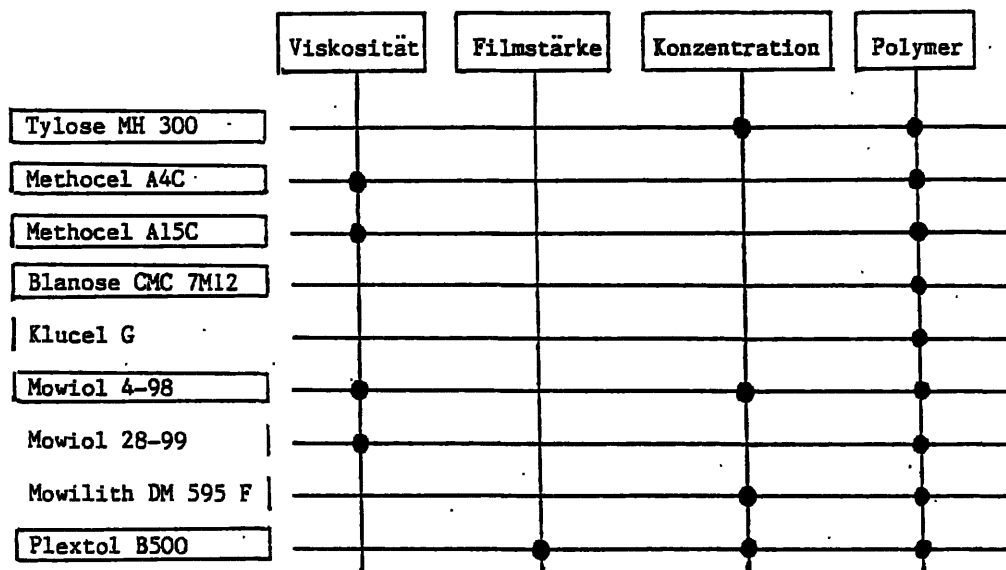 Viskosität Filmstärke Konzentration Polymer
Tylose MH 300
Methocel A4C
Methocel A15C
Blanose CMC 7M12
Klucel G
Mowiol 4-98
Mowiol 28-99
Mowilith DM 595 F
Plextol B500